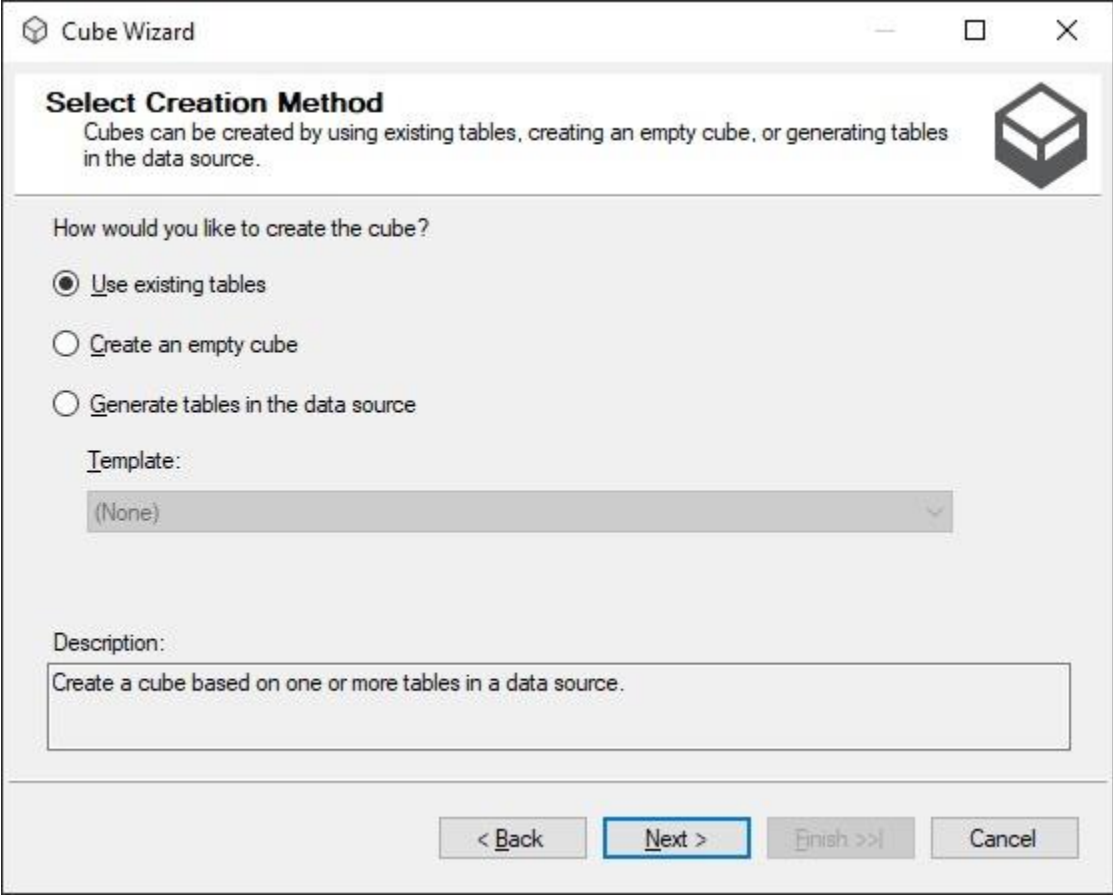 Cube Wizard
Select Creation Method
Cubes can be created by using existing tables, creating an empty cube, or generating tables
in the data source.
How would you like to create the cube?
Use existing tables
Create an empty cube
Generate tables in the data source
Template:
(None)
Description:
Create a cube based on one or more tables in a data source.
< Back Next > Finish >>| Cancel